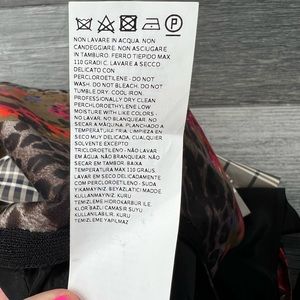 P
NON LAVARE IN ACQUA. NON
CANDEGGIARE. NON ASCIUGARE
IN TAMBURO. FERRO TIEPIDO MAX
110 GRADI C. LAVARE A SECCO
DELICATO CON
PERCLOROETILENE - DO NOT
WASH. DO NOT BLEACH. DO NOT
TUMBLE DRY. COOL IRON.
PROFESSIONALLY DRY CLEAN
PERCHLORETHYLENE LOW
MOISTURE WITH LIKE COLORS
NO LAVAR, NO BLANQUEAR, NO
SECAR A MÁQUINA. PLANCHADO A
TEMPERATURA FRIA. LIMPIEZA EN
SECO MUY DELICADA, CUALQUIER
SOLVENTE EXCEPTO
TRICLOROETILENO - NÃO LAVAR
EM ÁGUA. NÃO BRANQUEAR. NÃO
SECAR EM TAMBOR. BAIXA
TEMPERATURA MAX 110 GRAUS.
LAVAR EM SECO DELICADAMENTE
COM PERCLOROETILENO - SUDA
YIKAMAYINIZ. BEYAZLATICI MADDE
KULLANMAYINIZ. KURU
TEMIZLEME HIDROKARBUR ILE.
KLOR BAZLI ÇAMASIR SUYU
KULLANILABILIR. KURU
TEMIZLEME YAPILMAZ